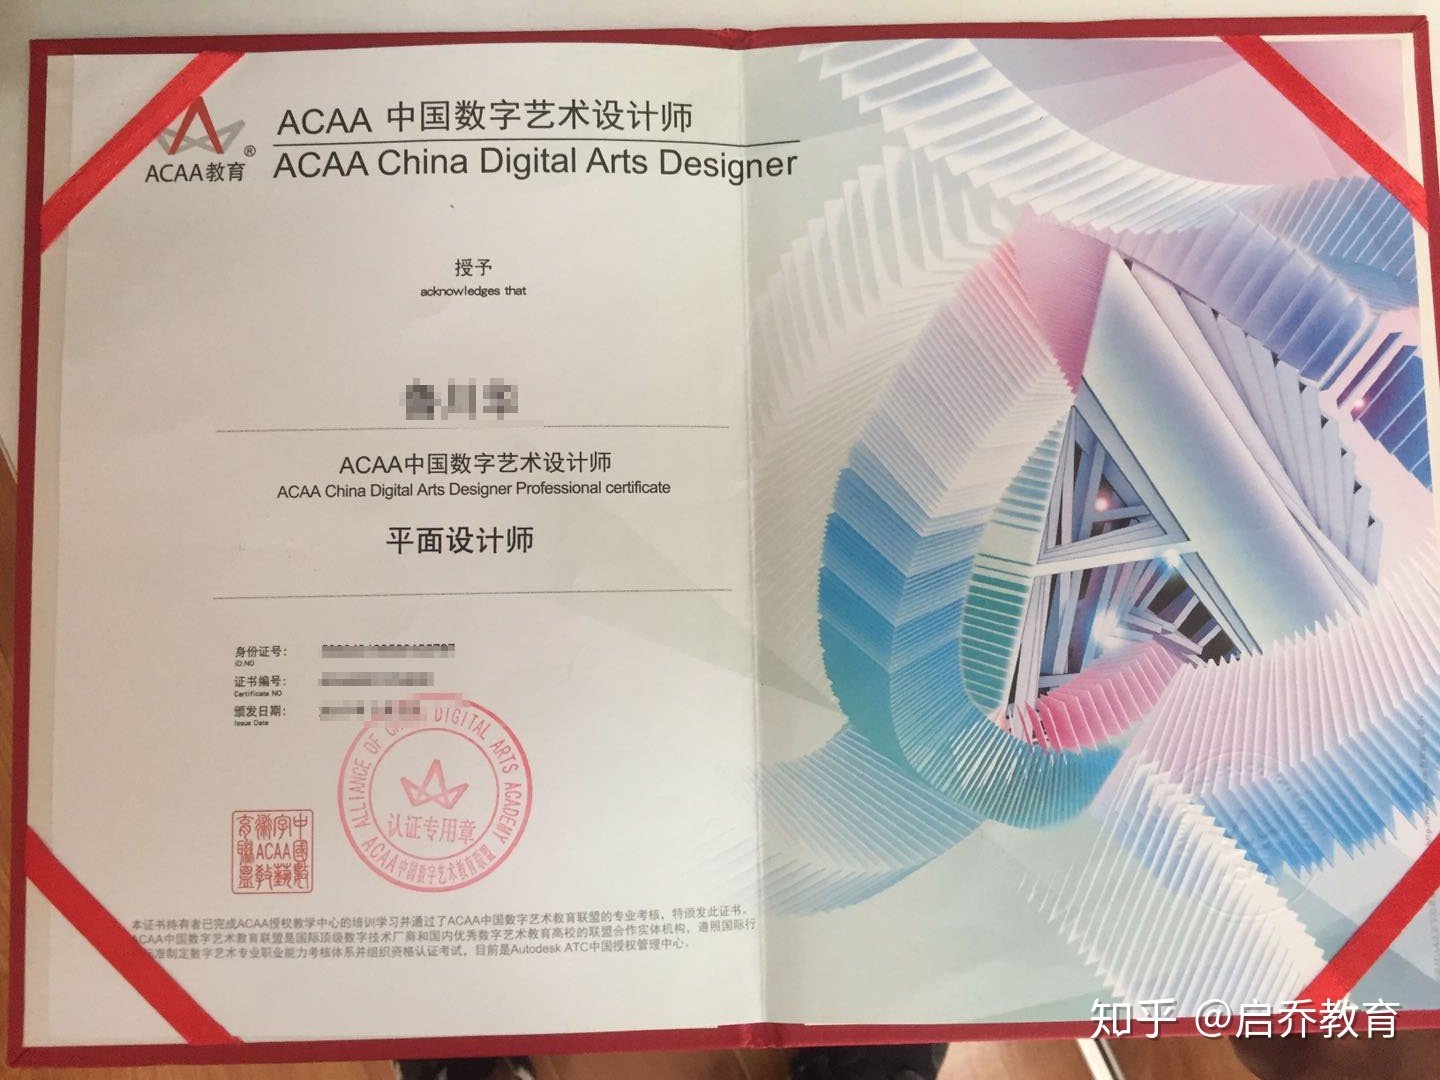 ACAA教育®
ACAA 中国数字艺术设计师
ACAA China Digital Arts Designer
授予
acknowledges that
ACAA中国数字艺术设计师
ACAA China Digital Arts Designer Professional certificate
平面设计师
身份证号：
ID.NO
证书编号：
Certificate NO
颁发日期：
Issue Date
ALLIANCE OF DIGITAL ARTS ACADEMY
认证专用章
ACAA中国数字艺术教育联盟
中國數字ACAA藝術教育聯盟
本证书持有者已完成ACAA授权教学中心的培训学习并通过了ACAA中国数字艺术教育联盟的专业考核，特颁发此证书。
ACAA中国数字艺术教育联盟是国际顶级数字技术厂商和国内优秀数字艺术教育高校的联盟合作实体机构，遵照国际行
标准制定数字艺术专业职业能力考核体系并组织资格认证考试，目前是Autodesk ATC中国授权管理中心。
知乎 @启乔教育